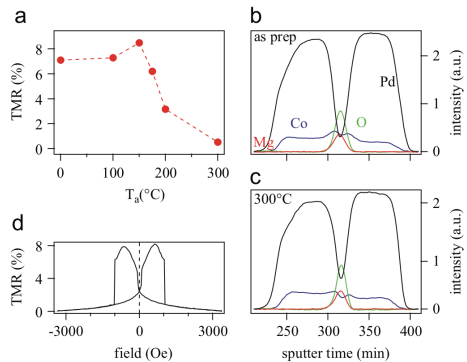 a
TMR (%)
8
6
4
2
0
0
100
200
300
Ta(°C)
b
as prep
Co
O
Pd
Mg
2
1
0
intensity (a.u.)
c
300°C
2
1
0
intensity (a.u.)
250
300
350
400
sputter time (min)
d
TMR (%)
8
4
0
-3000
0
3000
field (Oe)